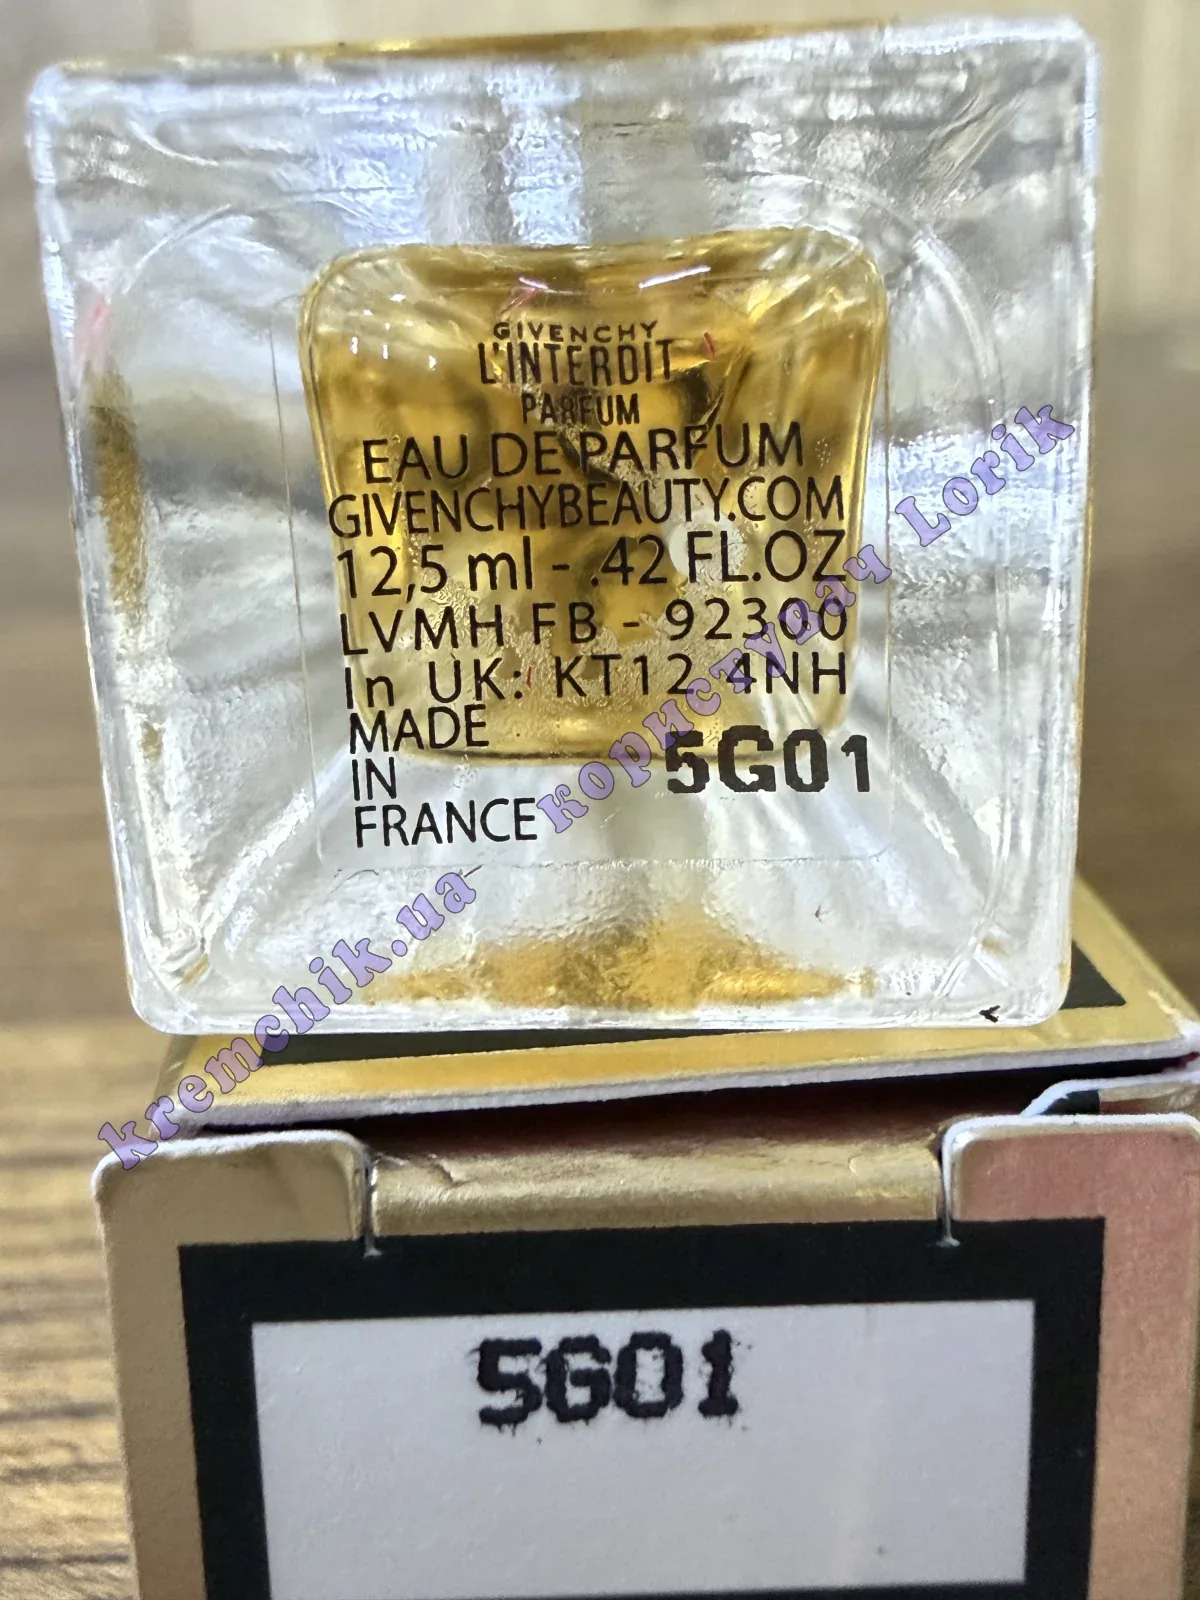 GIVENCHY
L'INTERDIT
PARFUM
EAU DE PARFUM
GIVENCHYBEAUTY.COM
12,5 ml - .42 FL.OZ
LVMH FB - 92300
In UK: KT12 4NH
MADE
IN
FRANCE
5G01
kremchik.ua користувач Lorik
5G01